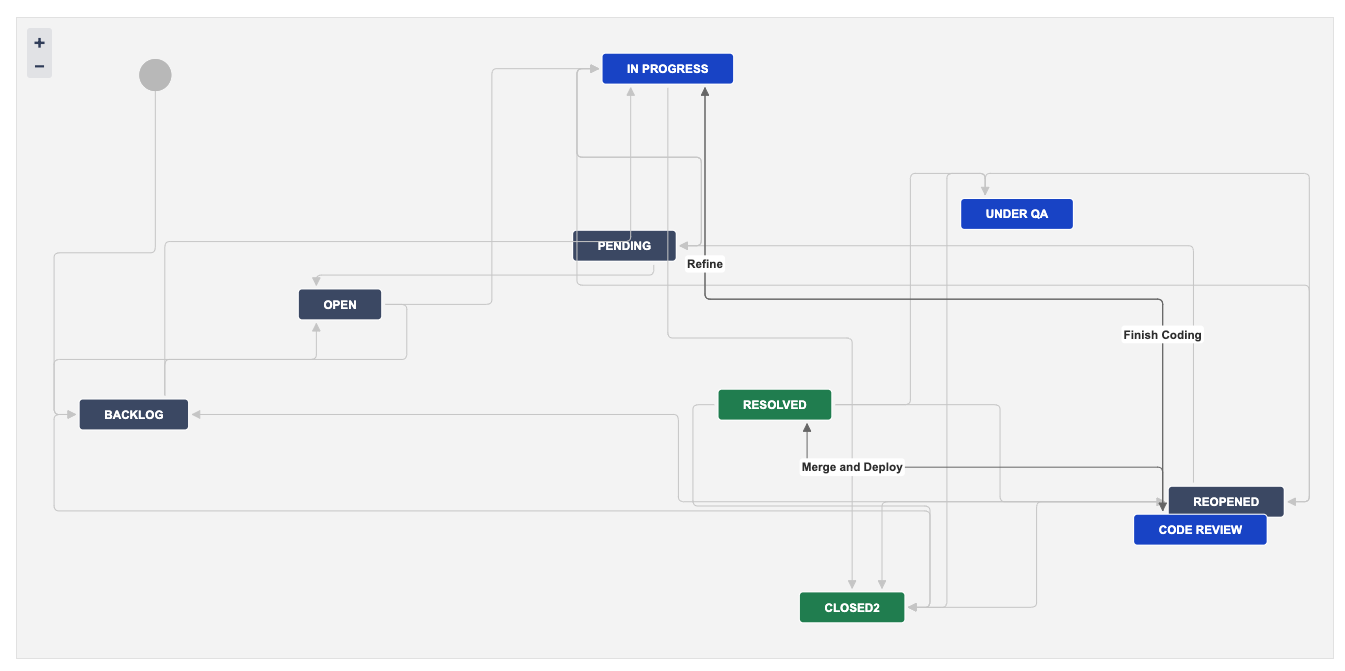 +
−
IN PROGRESS
UNDER QA
PENDING
Refine
OPEN
Finish Coding
RESOLVED
BACKLOG
Merge and Deploy
REOPENED
CODE REVIEW
CLOSED2